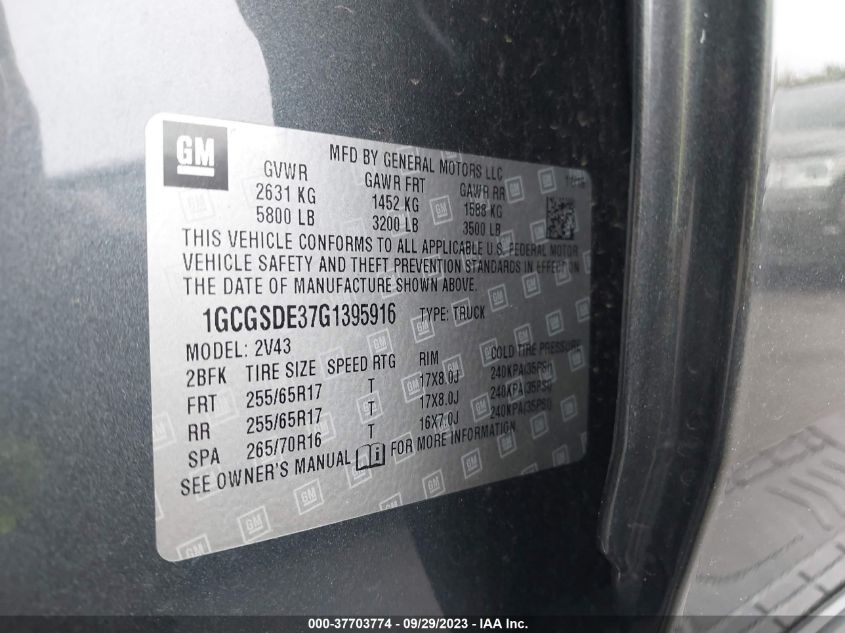 GM
MFD BY GENERAL MOTORS LLC
GVWR GAWR FRT GAWR RR
2631 KG 1452 KG 1588 KG
5800 LB 3200 LB 3500 LB
THIS VEHICLE CONFORMS TO ALL APPLICABLE U.S. FEDERAL MOTOR
VEHICLE SAFETY AND THEFT PREVENTION STANDARDS IN EFFECT ON
THE DATE OF MANUFACTURE SHOWN ABOVE.
1GCGSDE37G1395916 TYPE: TRUCK
MODEL: 2V43
2BFK TIRE SIZE SPEED RTG RIM COLD TIRE PRESSURE
FRT 255/65R17 T 17X8.0J 240KPA(35PSI)
RR 255/65R17 T 17X8.0J 240KPA(35PSI)
SPA 265/70R16 T 16X7.0J 240KPA(35PSI)
SEE OWNER'S MANUAL FOR MORE INFORMATION
000-37703774 - 09/29/2023 - IAAI, Inc.